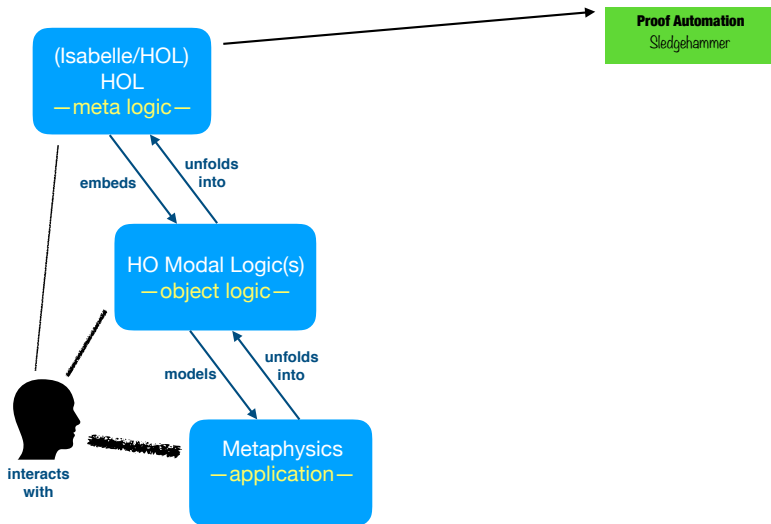 Proof Automation
Sledgehammer
(Isabelle/HOL)
HOL
—meta logic—
embeds
unfolds
into
HO Modal Logic(s)
—object logic—
models
unfolds
into
Metaphysics
—application—
interacts
with